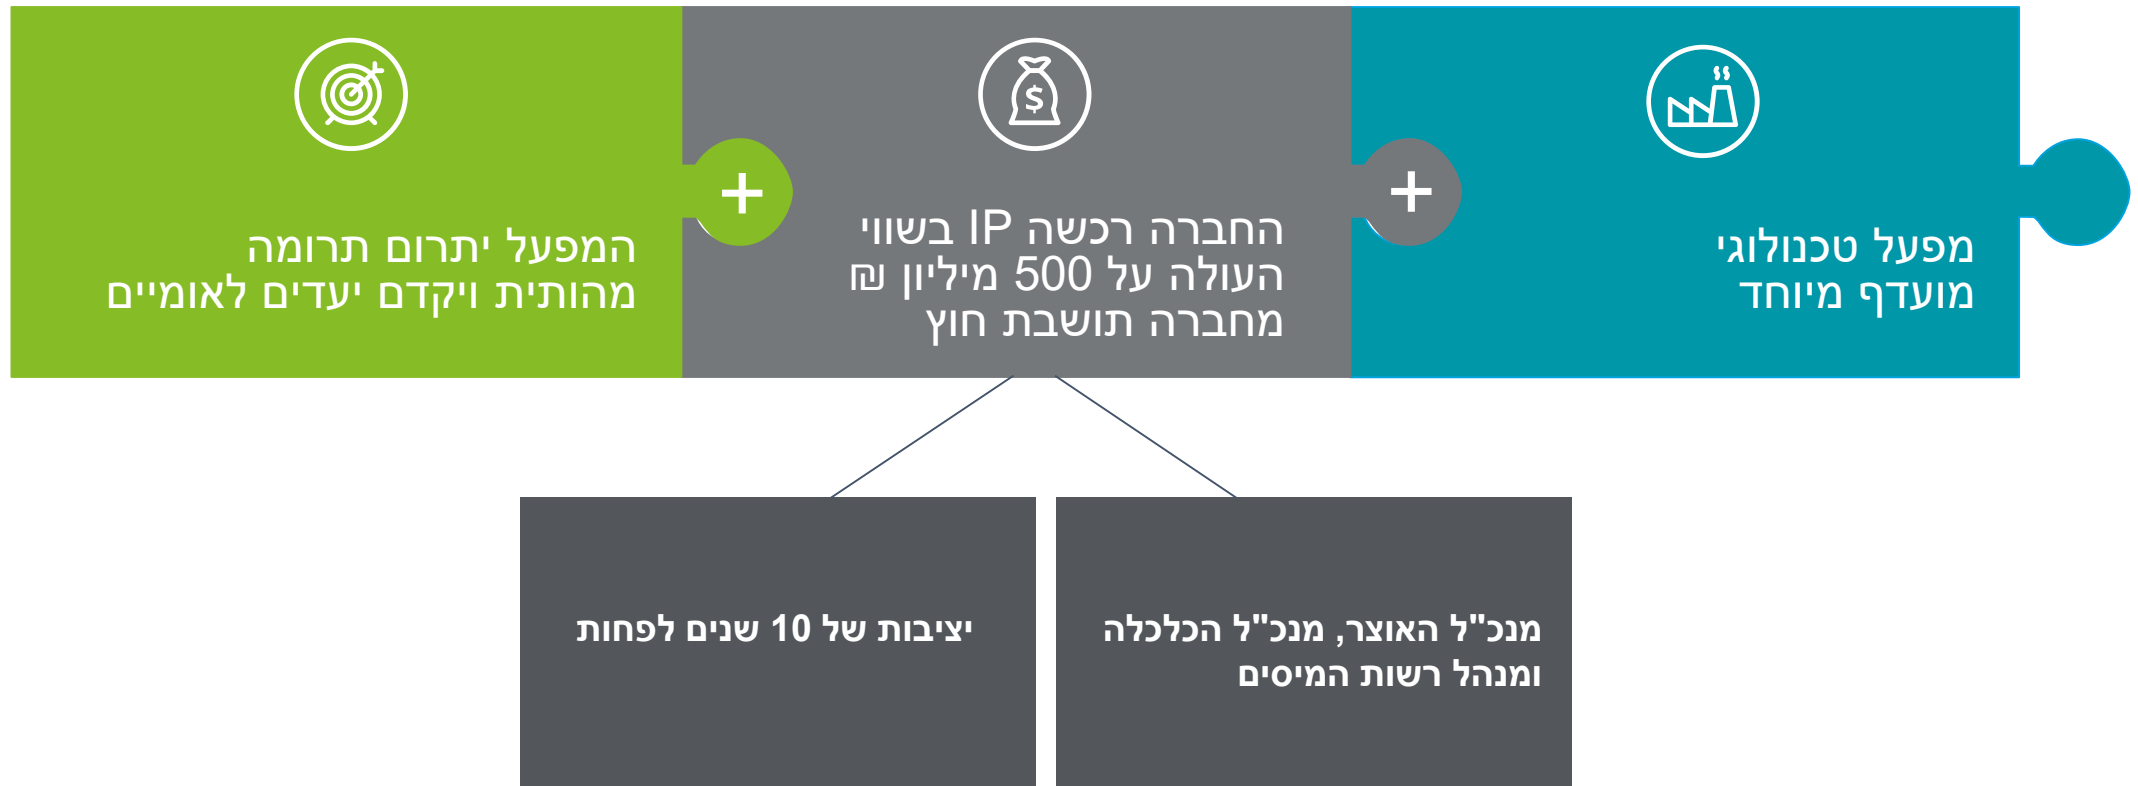 מפעל טכנולוגי
מועדף מיוחד
+
החברה רכשה IP בשווי
העולה על 500 מיליון ₪
מחברה תושבת חוץ
+
המפעל יתרום תרומה
מהותית ויקדם יעדים לאומיים
מנכ"ל האוצר, מנכ"ל הכלכלה
ומנהל רשות המיסים
יציבות של 10 שנים לפחות